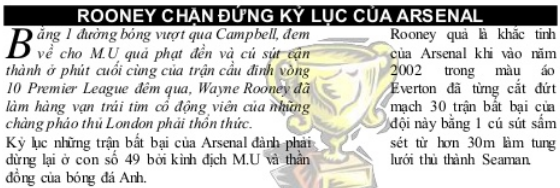 ROONEY CHẬN ĐỨNG KỶ LỤC CỦA ARSENAL
Bằng 1 đường bóng vượt qua Campbell, đem
về cho M.U quả phạt đền và cú sút cận
thành ở phút cuối cùng của trận cầu đinh vòng
10 Premier League đêm qua, Wayne Rooney đã
làm hàng vạn trái tim cổ động viên của những
chàng pháo thủ London phải thổn thức.
Kỷ lục những trận bất bại của Arsenal đành phải
dừng lại ở con số 49 bởi kình địch M.U và thần
đồng của bóng đá Anh.
Rooney quả là khắc tinh
của Arsenal khi vào năm
2002 trong màu áo
Everton đã từng cắt đứt
mạch 30 trận bất bại của
đội này bằng 1 cú sút sấm
sét từ hơn 30m làm tung
lưới thủ thành Seaman.